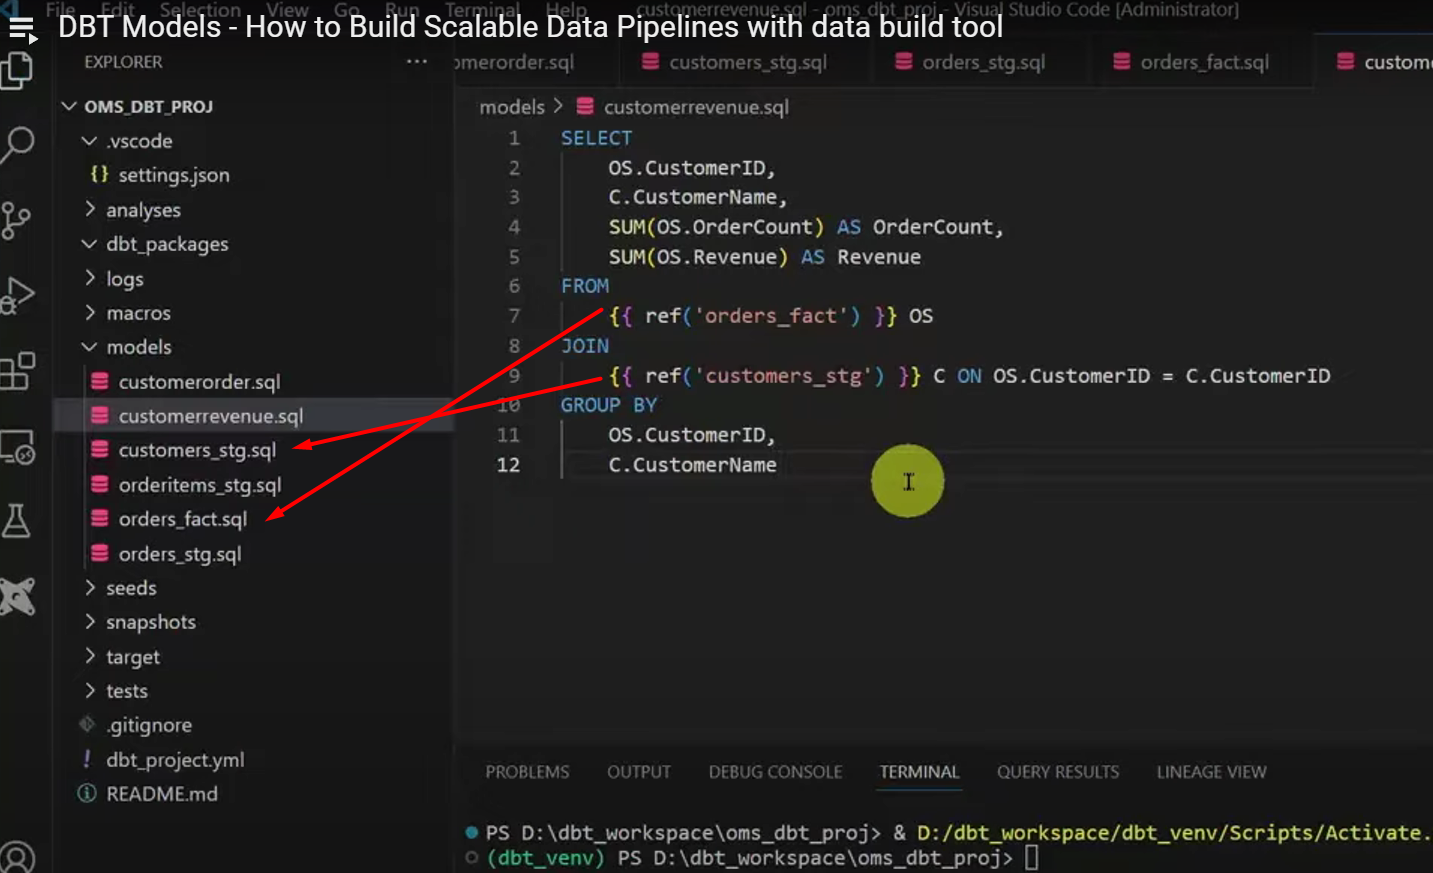 File Edit Selection View Go Run Terminal Help customerrevenue.sql - oms_dbt_proj - Visual Studio Code [Administrator]
DBT Models - How to Build Scalable Data Pipelines with data build tool
EXPLORER ···
OMS_DBT_PROJ
.vscode
{} settings.json
analyses
dbt_packages
logs
macros
models
customerorder.sql
customerrevenue.sql
customers_stg.sql
orderitems_stg.sql
orders_fact.sql
orders_stg.sql
seeds
snapshots
target
tests
.gitignore
! dbt_project.yml
README.md
omerorder.sql customers_stg.sql orders_stg.sql orders_fact.sql custome
models > customerrevenue.sql
1 SELECT
2 OS.CustomerID,
3 C.CustomerName,
4 SUM(OS.OrderCount) AS OrderCount,
5 SUM(OS.Revenue) AS Revenue
6 FROM
7 {{ ref('orders_fact') }} OS
8 JOIN
9 {{ ref('customers_stg') }} C ON OS.CustomerID = C.CustomerID
10 GROUP BY
11 OS.CustomerID,
12 C.CustomerName
PROBLEMS OUTPUT DEBUG CONSOLE TERMINAL QUERY RESULTS LINEAGE VIEW
PS D:\dbt_workspace\oms_dbt_proj> & D:/dbt_workspace/dbt_venv/Scripts/Activate.
(dbt_venv) PS D:\dbt_workspace\oms_dbt_proj>